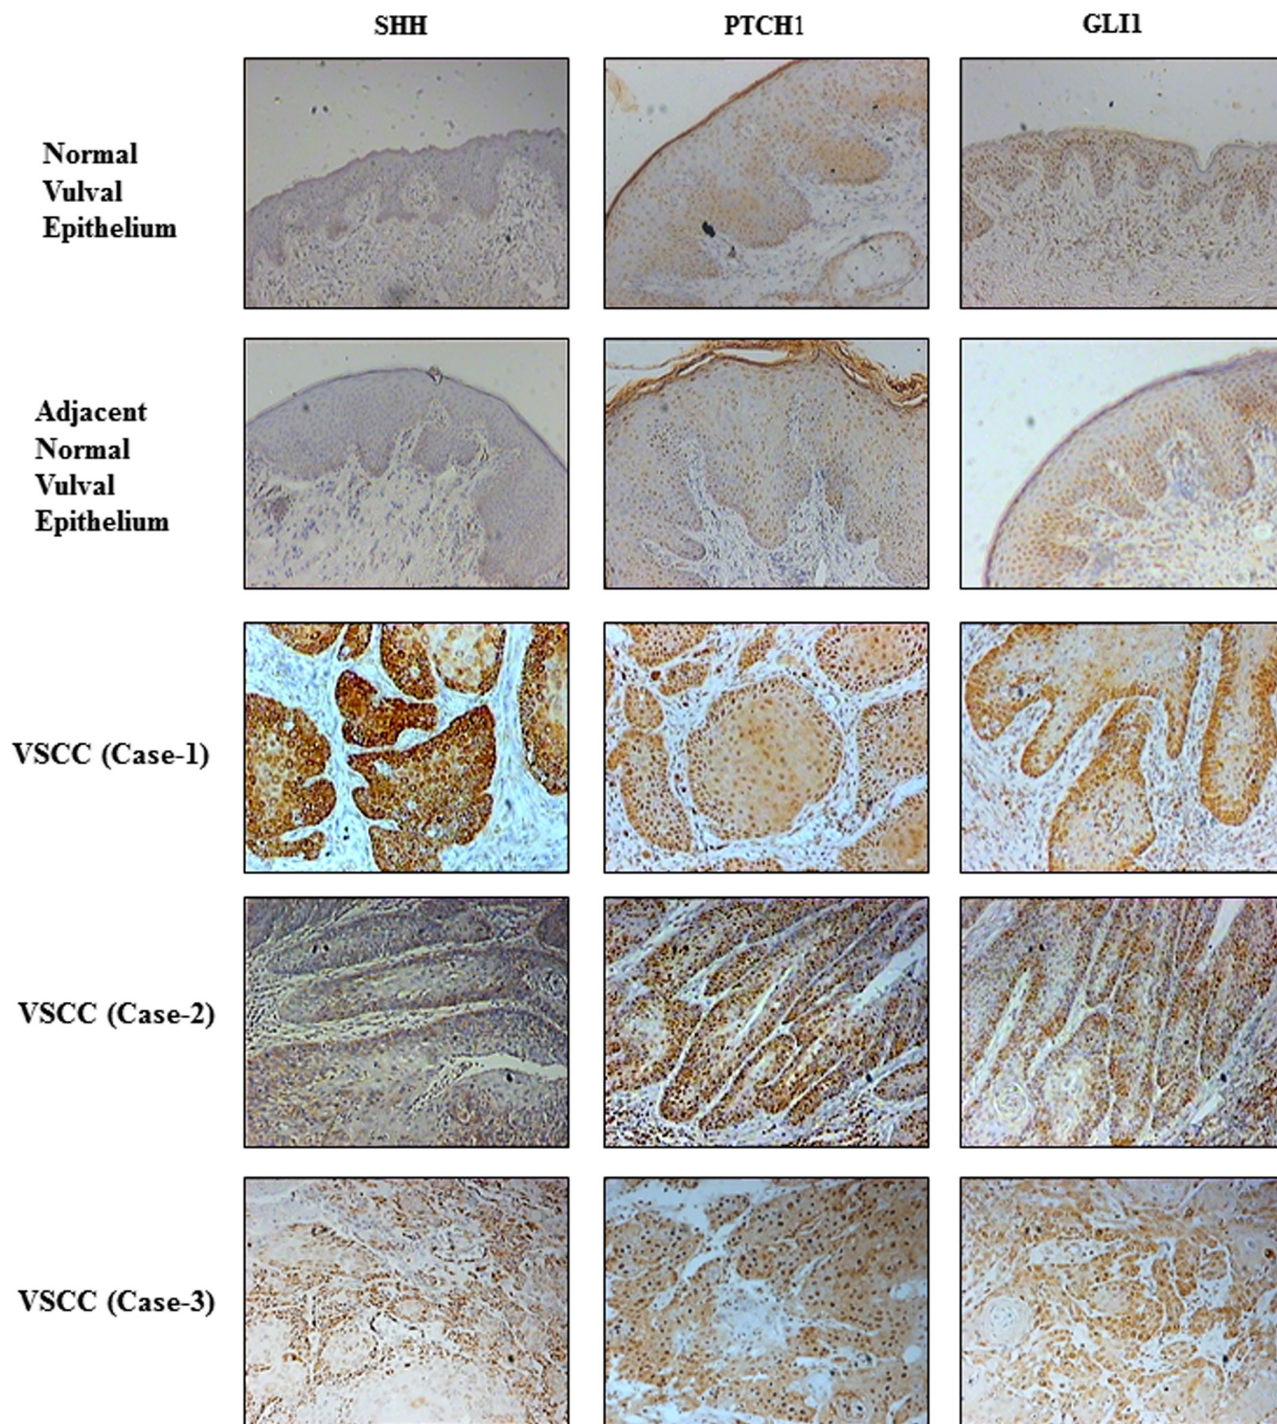 SHH
PTCH1
GLI1
Normal
Vulval
Epithelium
Adjacent
Normal
Vulval
Epithelium
VSCC (Case-1)
VSCC (Case-2)
VSCC (Case-3)